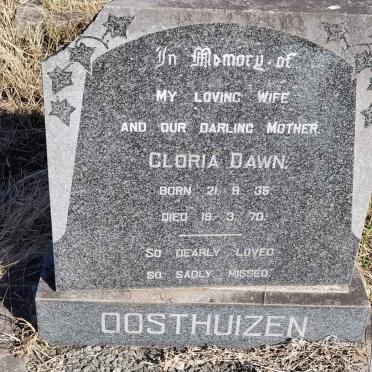 In Memory of
MY LOVING WIFE
AND OUR DARLING MOTHER.
GLORIA DAWN.
BORN 21. 9. 35
DIED 19. 3. 70.
SO DEARLY LOVED
SO SADLY MISSED.
OOSTHUIZEN